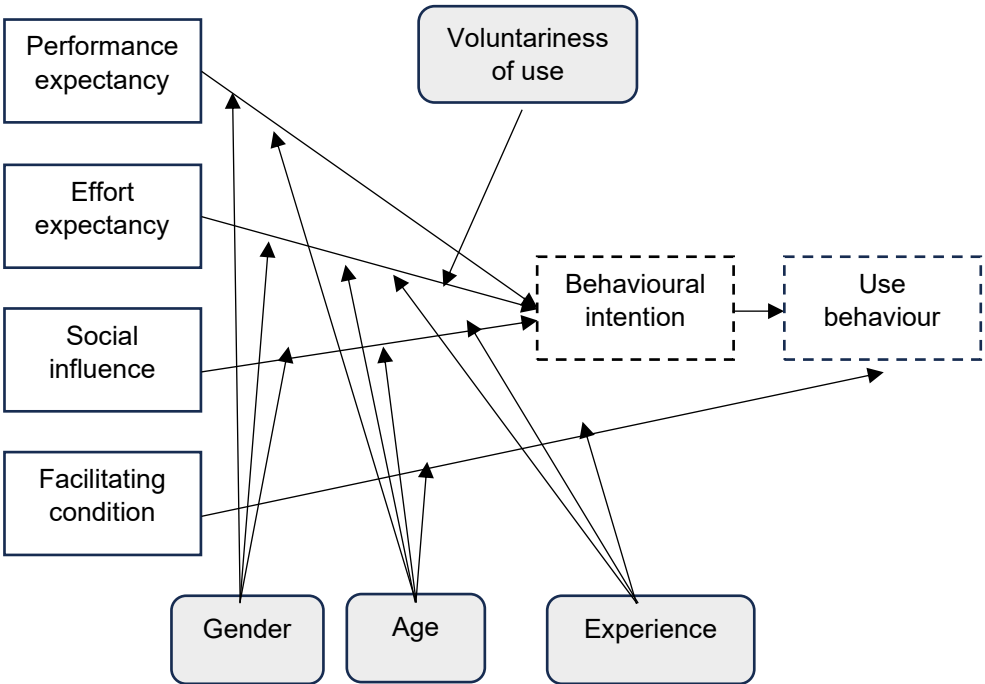 Performance
expectancy
Voluntariness
of use
Effort
expectancy
Behavioural
intention
Use
behaviour
Social
influence
Facilitating
condition
Gender
Age
Experience